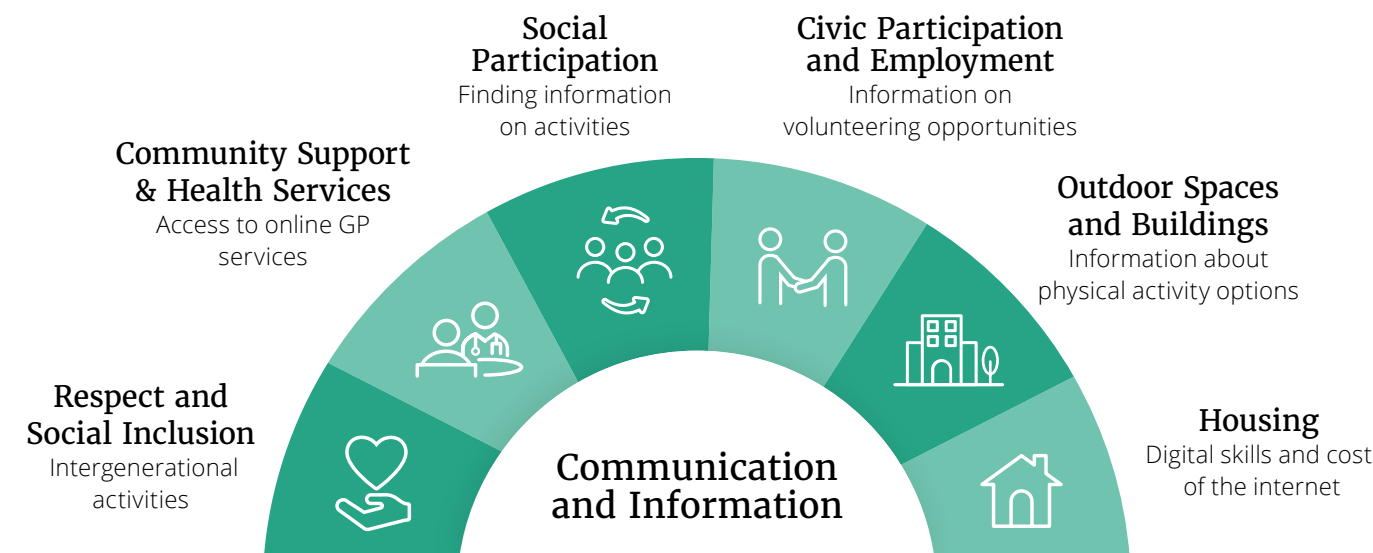 Social
Participation
Finding information
on activities
Civic Participation
and Employment
Information on
volunteering opportunities
Community Support
& Health Services
Access to online GP
services
Outdoor Spaces
and Buildings
Information about
physical activity options
Respect and
Social Inclusion
Intergenerational
activities
Housing
Digital skills and cost
of the internet
Communication
and Information